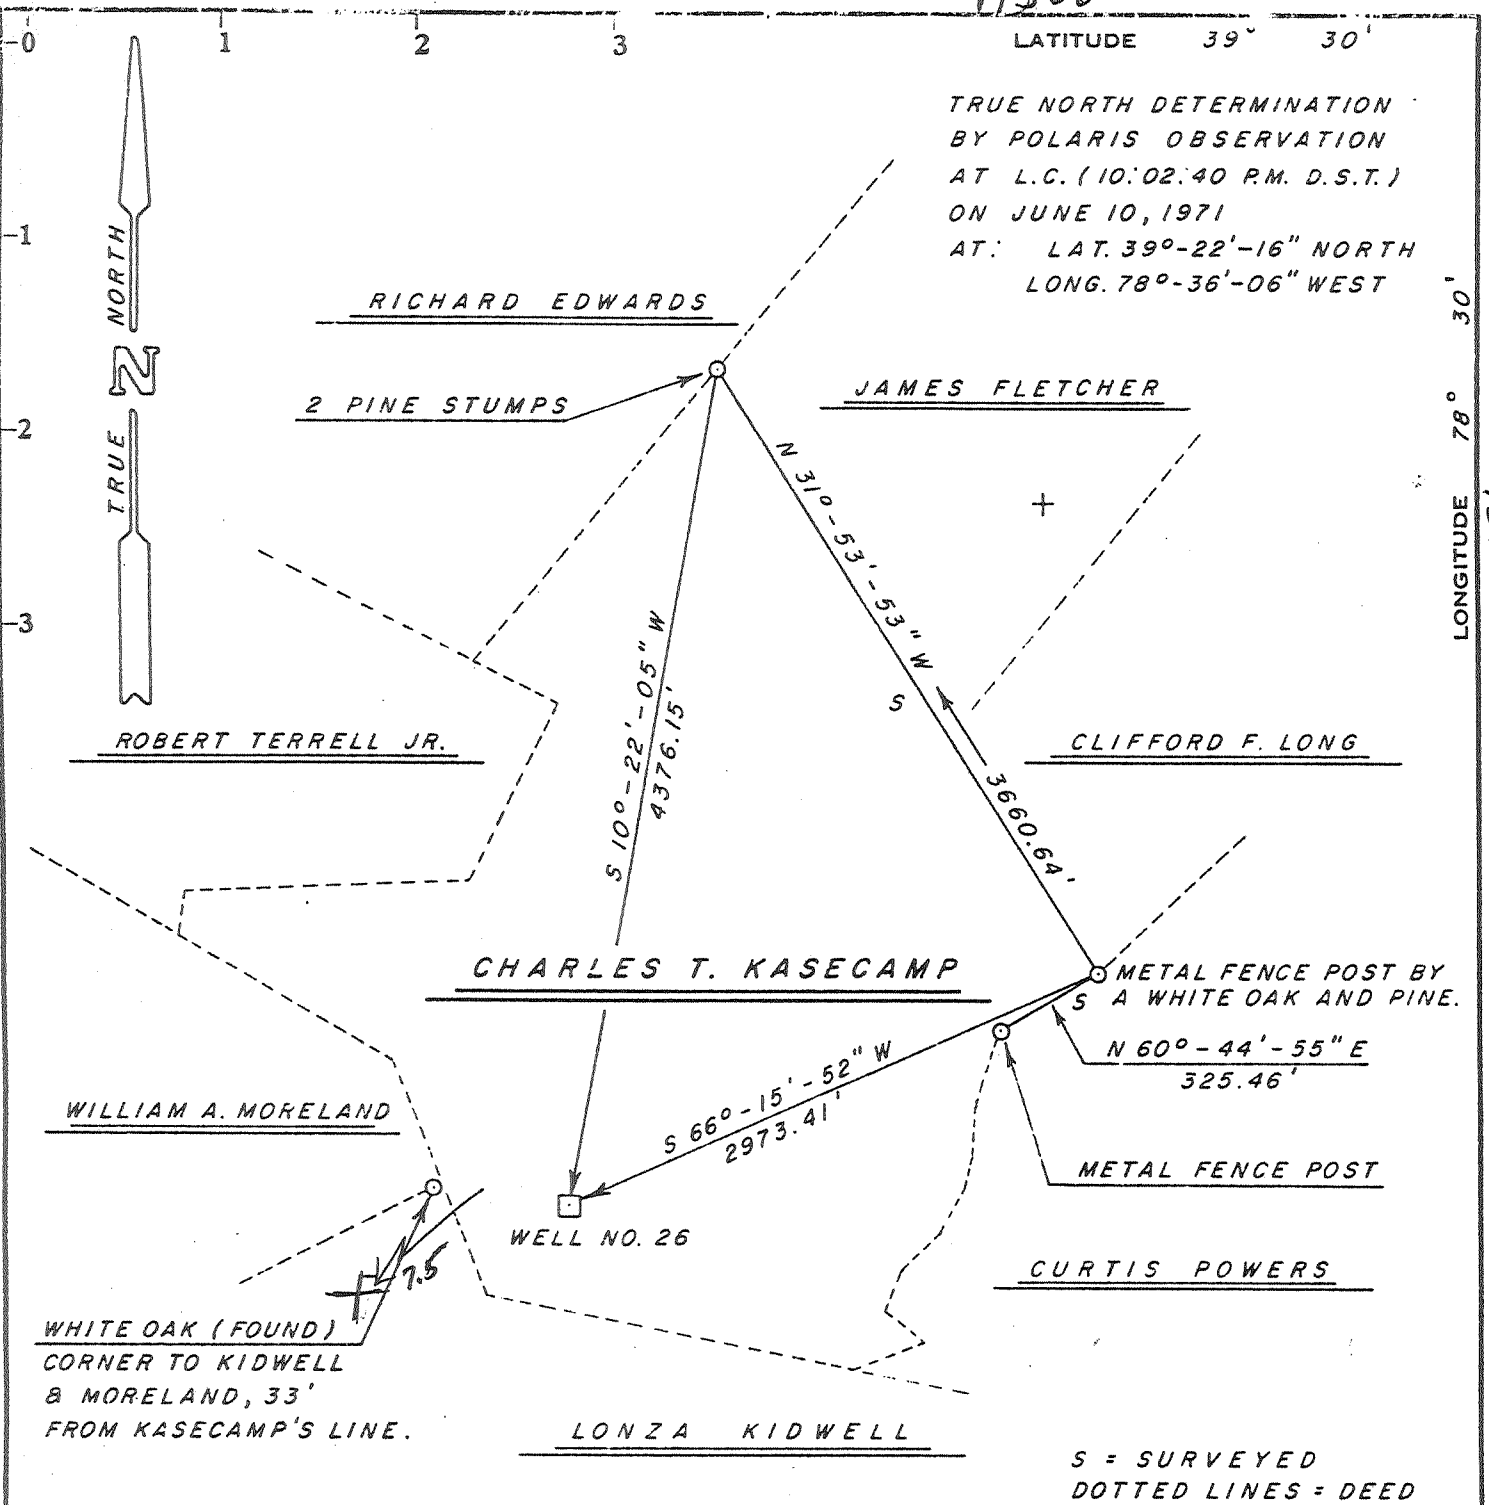 0 1 2 3
LATITUDE 39° 30'
TRUE NORTH DETERMINATION
BY POLARIS OBSERVATION
AT L.C. (10:02:40 P.M. D.S.T.)
ON JUNE 10, 1971
AT: LAT. 39°-22'-16" NORTH
LONG. 78°-36'-06" WEST
1
2
3
TRUE NORTH
N
LONGITUDE 78° 30'
RICHARD EDWARDS
2 PINE STUMPS
JAMES FLETCHER
N 31°-53'-53" W
S
3660.64'
S 10°-22'-05" W
4376.15'
ROBERT TERRELL JR.
CLIFFORD F. LONG
CHARLES T. KASECAMP
METAL FENCE POST BY
A WHITE OAK AND PINE.
S
N 60°-44'-55" E
325.46'
S 66°-15'-52" W
2973.41'
WILLIAM A. MORELAND
METAL FENCE POST
WELL NO. 26
7.5
CURTIS POWERS
WHITE OAK (FOUND)
CORNER TO KIDWELL
& MORELAND, 33'
FROM KASECAMP'S LINE.
LONZA KIDWELL
S = SURVEYED
DOTTED LINES = DEED